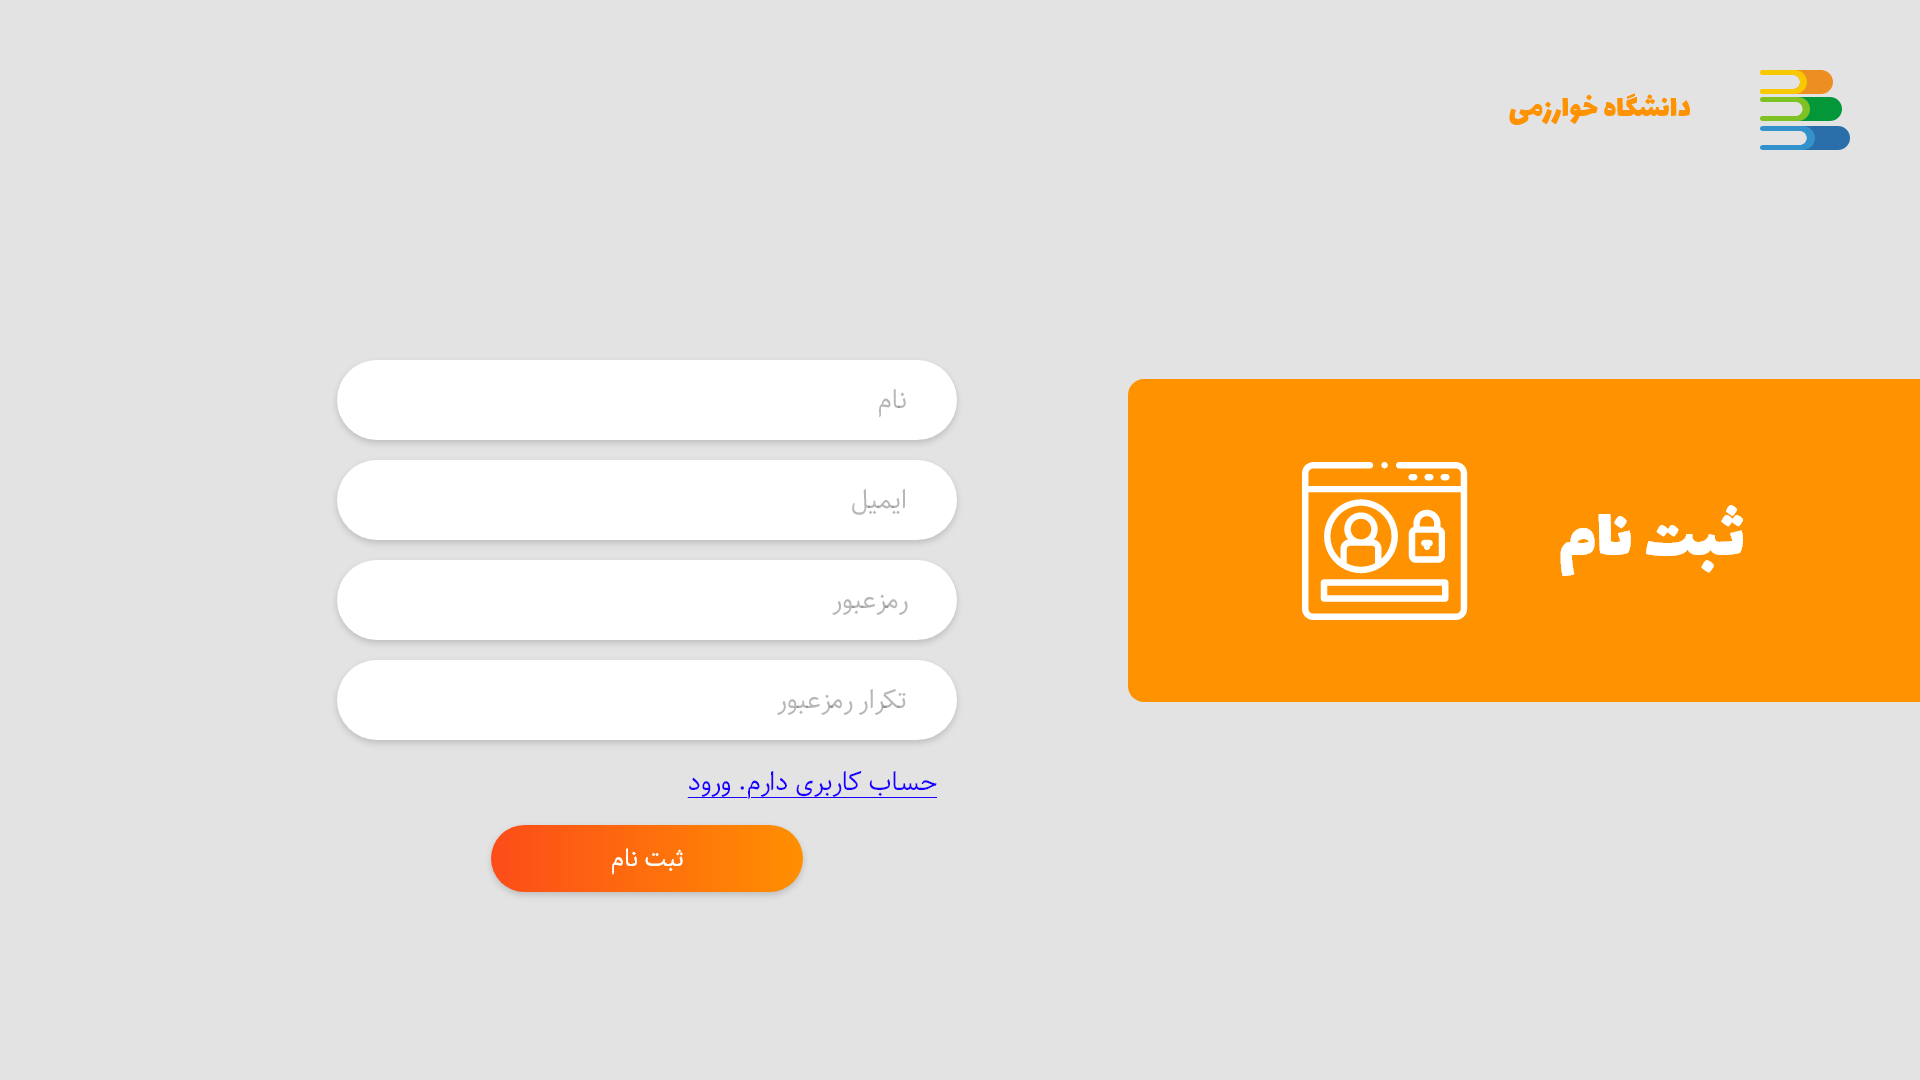 دانشگاه خوارزمی
ثبت نام
نام
ایمیل
رمزعبور
تکرار رمزعبور
حساب کاربری دارم. ورود
ثبت نام